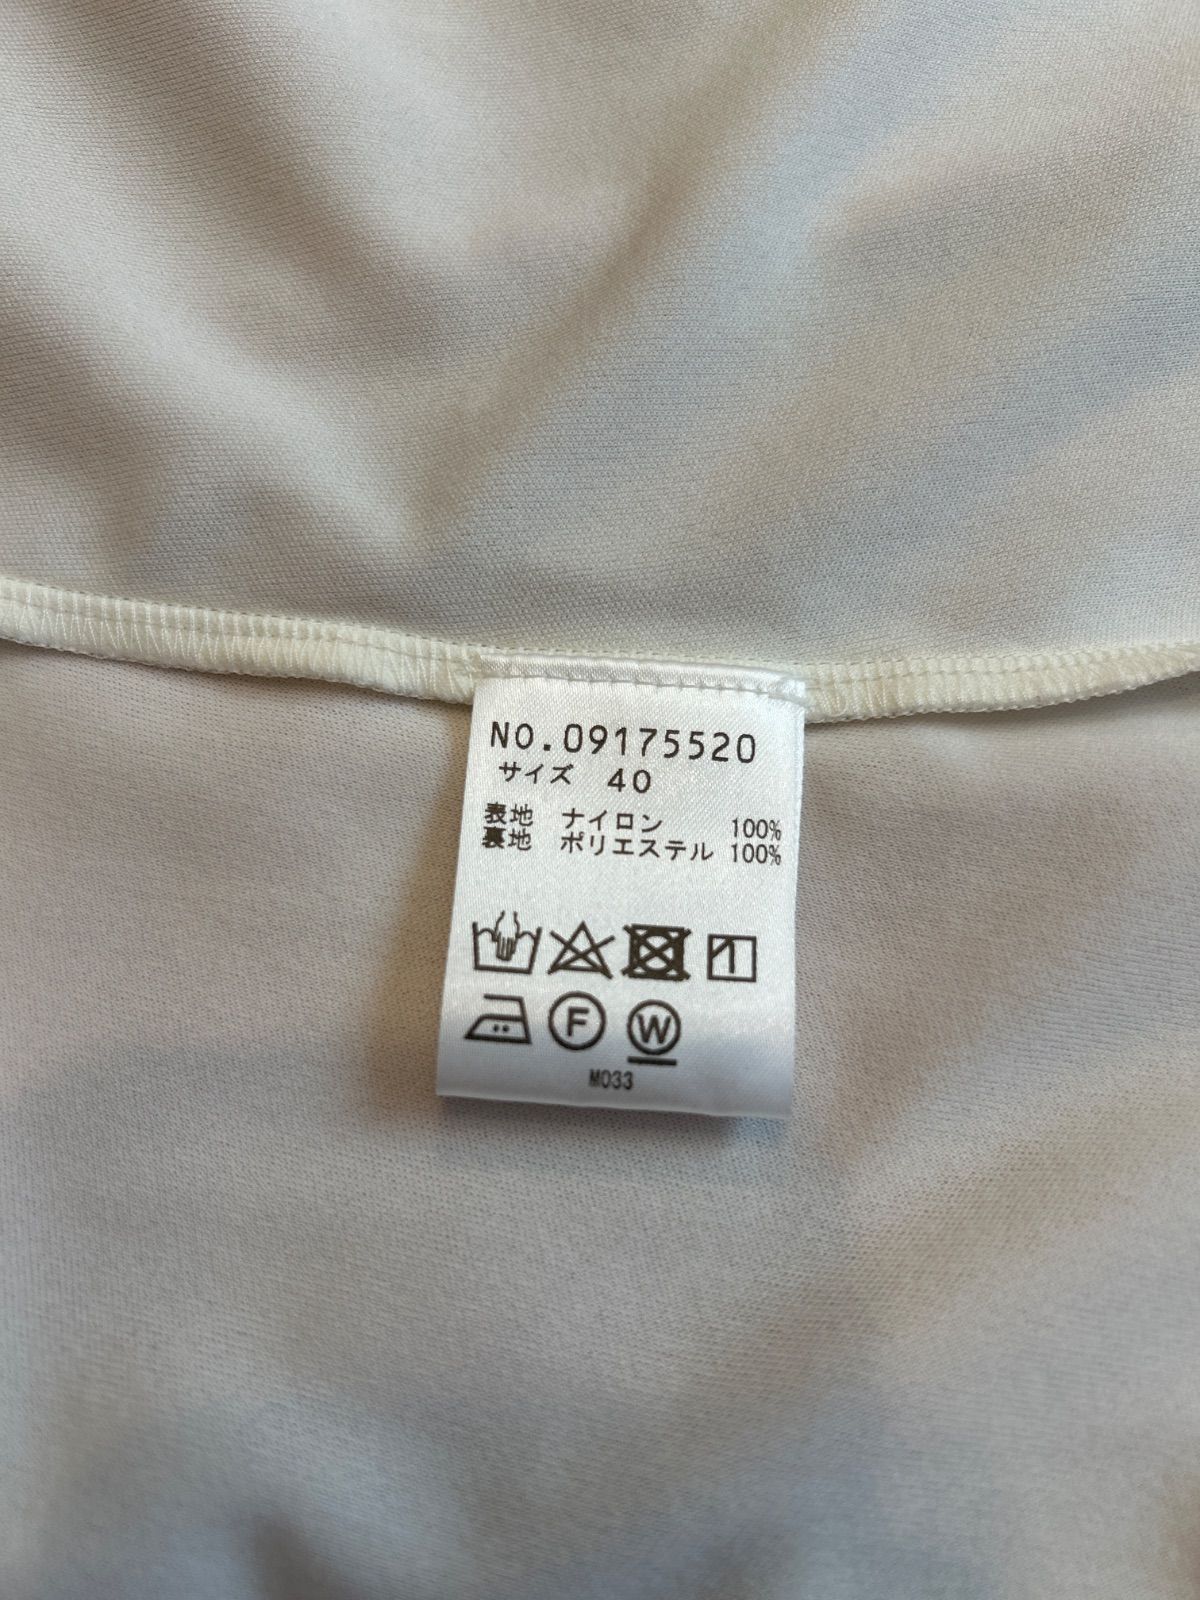 NO.09175520
サイズ 40
表地 ナイロン 100%
裏地 ポリエステル 100%
F W
M033